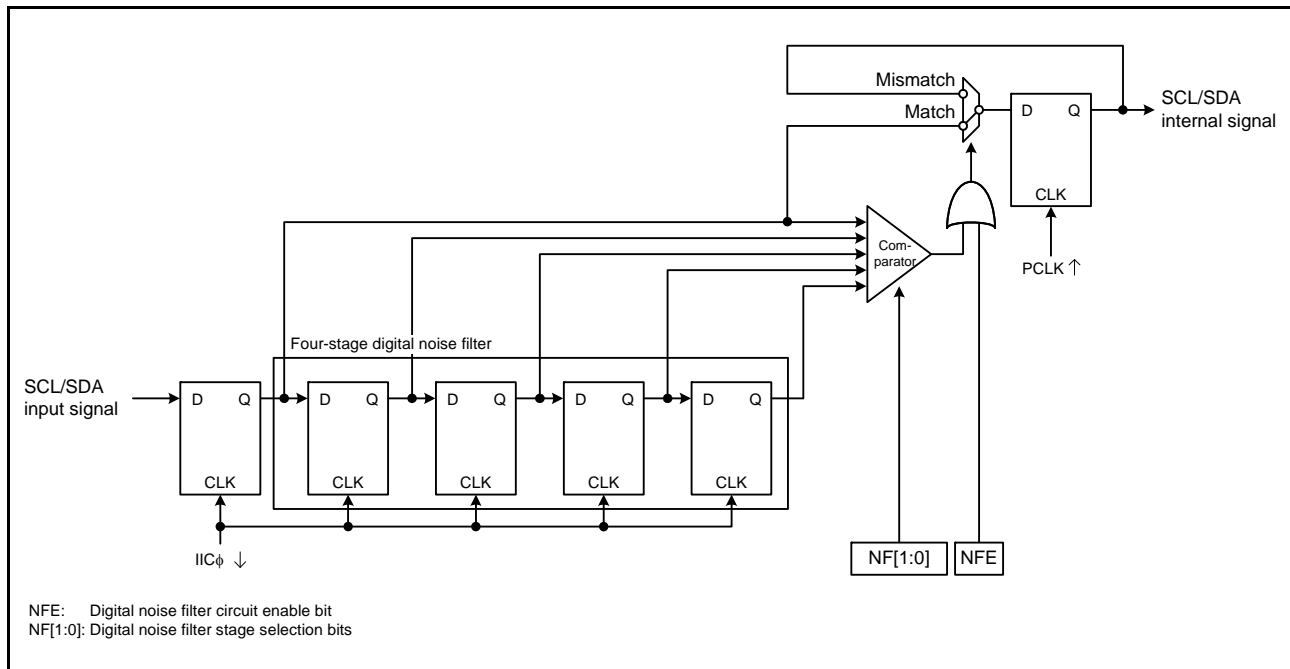 Mismatch
Match
D Q
CLK
SCL/SDA
internal signal
PCLK ↑
Com-
parator
Four-stage digital noise filter
SCL/SDA
input signal
D Q
CLK
D Q
CLK
D Q
CLK
D Q
CLK
D Q
CLK
IICϕ ↓
NF[1:0]
NFE
NFE: Digital noise filter circuit enable bit
NF[1:0]: Digital noise filter stage selection bits